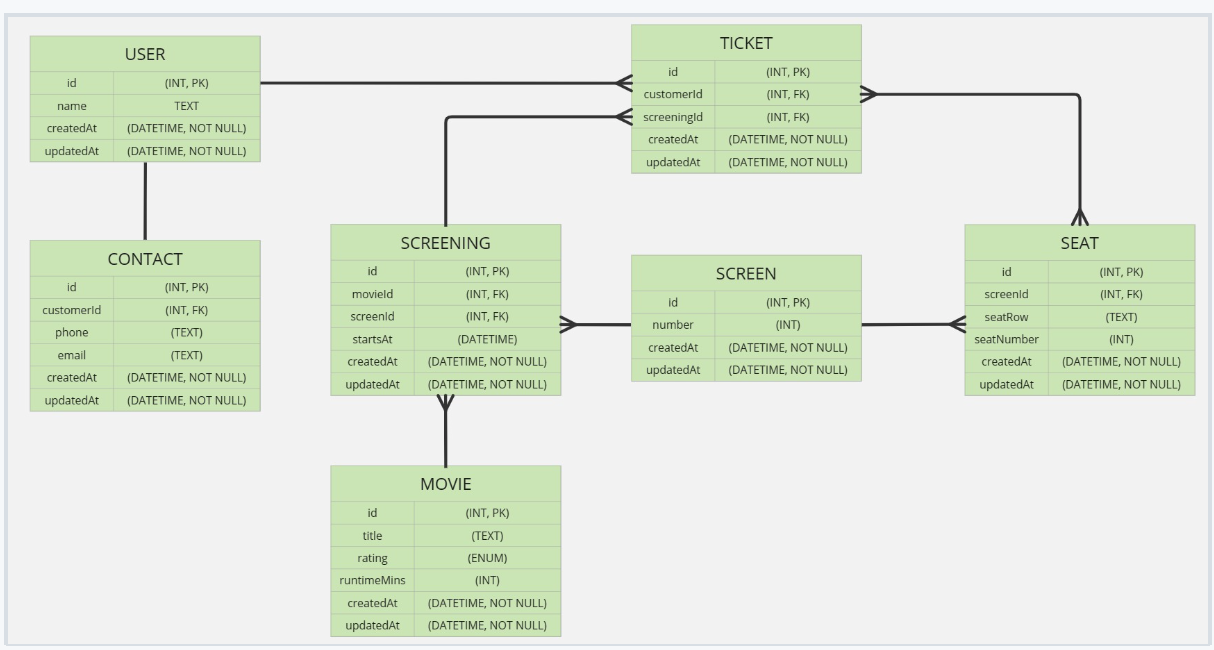 USER
id (INT, PK)
name TEXT
createdAt (DATETIME, NOT NULL)
updatedAt (DATETIME, NOT NULL)
TICKET
id (INT, PK)
customerId (INT, FK)
screeningId (INT, FK)
createdAt (DATETIME, NOT NULL)
updatedAt (DATETIME, NOT NULL)
CONTACT
id (INT, PK)
customerId (INT, FK)
phone (TEXT)
email (TEXT)
createdAt (DATETIME, NOT NULL)
updatedAt (DATETIME, NOT NULL)
SCREENING
id (INT, PK)
movieId (INT, FK)
screenId (INT, FK)
startsAt (DATETIME)
createdAt (DATETIME, NOT NULL)
updatedAt (DATETIME, NOT NULL)
SCREEN
id (INT, PK)
number (INT)
createdAt (DATETIME, NOT NULL)
updatedAt (DATETIME, NOT NULL)
SEAT
id (INT, PK)
screenId (INT, FK)
seatRow (TEXT)
seatNumber (INT)
createdAt (DATETIME, NOT NULL)
updatedAt (DATETIME, NOT NULL)
MOVIE
id (INT, PK)
title (TEXT)
rating (ENUM)
runtimeMins (INT)
createdAt (DATETIME, NOT NULL)
updatedAt (DATETIME, NOT NULL)